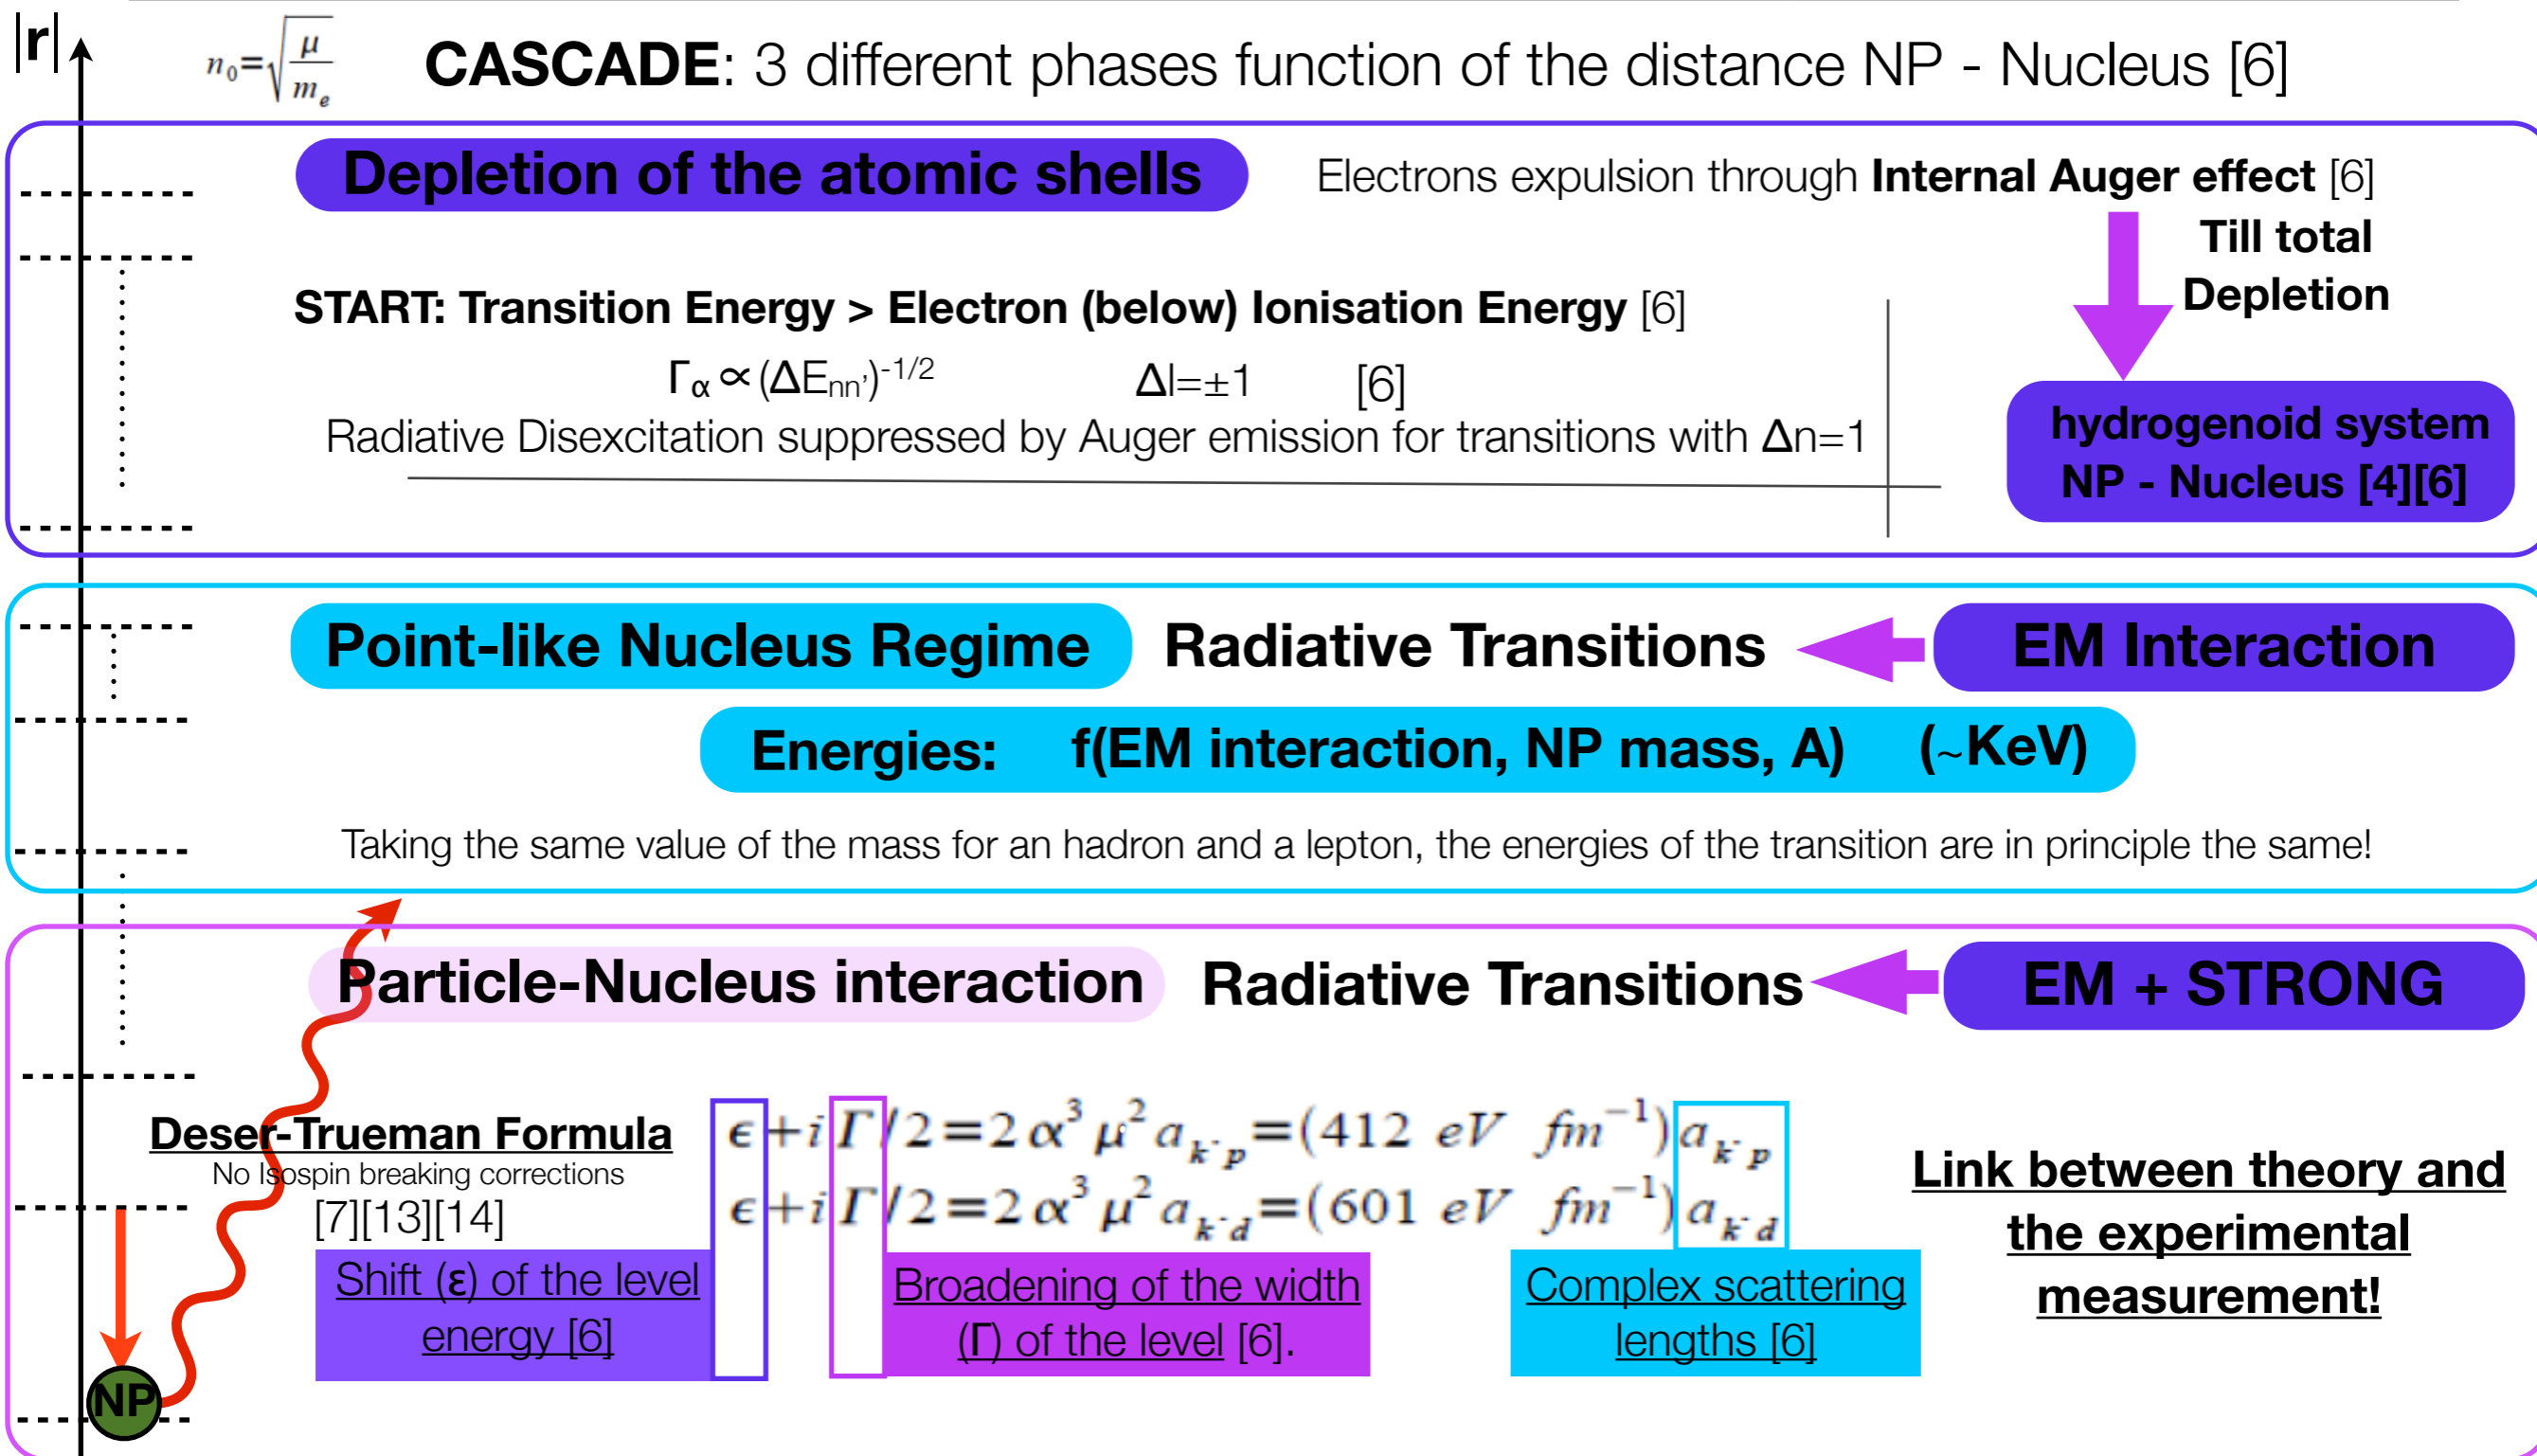 |r|
n₀=√(μ/mₑ)
CASCADE: 3 different phases function of the distance NP - Nucleus [6]
Depletion of the atomic shells
Electrons expulsion through Internal Auger effect [6]
Till total
Depletion
START: Transition Energy > Electron (below) Ionisation Energy [6]
Γα ∝ (ΔEnn')-1/2 Δl=±1 [6]
Radiative Disexcitation suppressed by Auger emission for transitions with Δn=1
hydrogenoid system
NP - Nucleus [4][6]
Point-like Nucleus Regime
Radiative Transitions
EM Interaction
Energies: f(EM interaction, NP mass, A) (~KeV)
Taking the same value of the mass for an hadron and a lepton, the energies of the transition are in principle the same!
Particle-Nucleus interaction
Radiative Transitions
EM + STRONG
Deser-Trueman Formula
No Isospin breaking corrections
[7][13][14]
ϵ+iΓ/2=2α³μ²a_{k⁻p}=(412 eV fm⁻¹)a_{k⁻p}
ϵ+iΓ/2=2α³μ²a_{k⁻d}=(601 eV fm⁻¹)a_{k⁻d}
Shift (ε) of the level
energy [6]
Broadening of the width
(Γ) of the level [6].
Complex scattering
lengths [6]
Link between theory and
the experimental
measurement!
NP